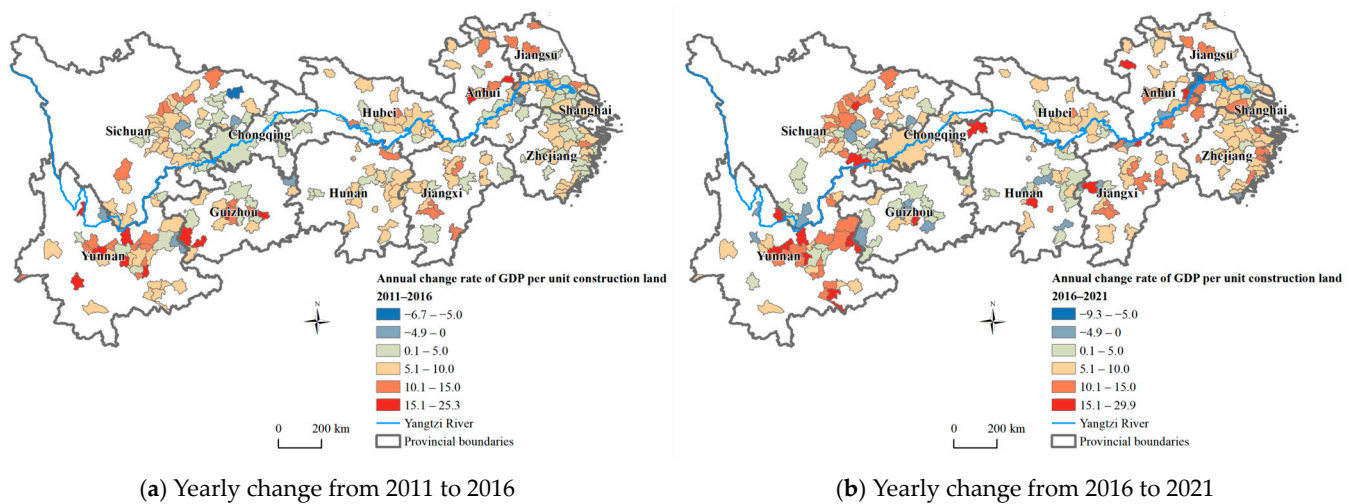 Jiangsu
Anhui
Shanghai
Hubei
Sichuan
Chongqing
Zhejiang
Hunan
Jiangxi
Guizhou
Yunnan
Annual change rate of GDP per unit construction land
2011–2016
−6.7 – −5.0
−4.9 – 0
0.1 – 5.0
5.1 – 10.0
10.1 – 15.0
15.1 – 25.3
Yangtzi River
Provincial boundaries
N
0 200 km
(a) Yearly change from 2011 to 2016
Jiangsu
Anhui
Shanghai
Hubei
Sichuan
Chongqing
Zhejiang
Hunan
Jiangxi
Guizhou
Yunnan
Annual change rate of GDP per unit construction land
2016–2021
−9.3 – −5.0
−4.9 – 0
0.1 – 5.0
5.1 – 10.0
10.1 – 15.0
15.1 – 29.9
Yangtzi River
Provincial boundaries
N
0 200 km
(b) Yearly change from 2016 to 2021